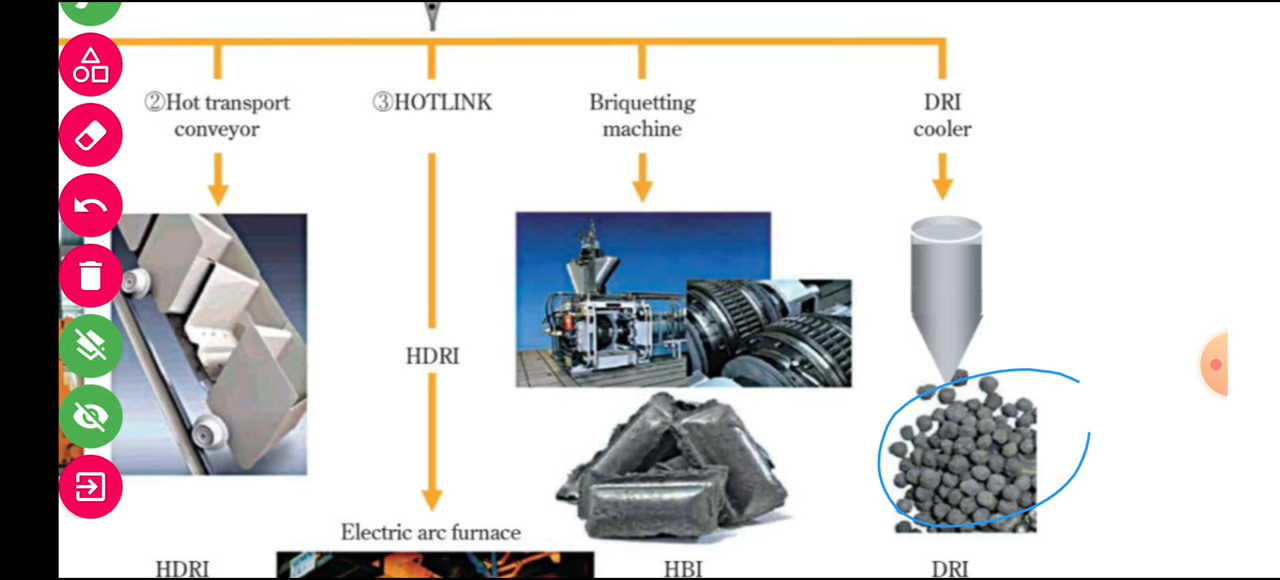 ②Hot transport
conveyor
③HOTLINK
Briquetting
machine
DRI
cooler
HDRI
Electric arc furnace
HDRI
HBI
DRI